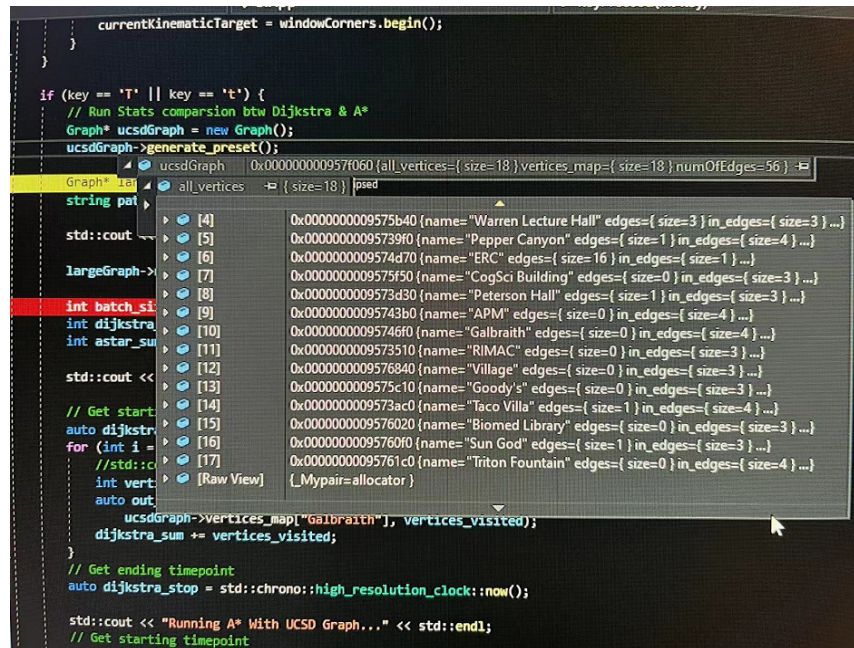 currentKinematicTarget = windowCorners.begin();
}
}
if (key == 'T' || key == 't') {
// Run Stats comparsion btw Dijkstra & A*
Graph* ucsdGraph = new Graph();
ucsdGraph->generate_preset();
ucsdGraph 0x000000000957f060 {all_vertices={ size=18 } vertices_map={ size=18 } numOfEdges=56 }
Graph* lar
all_vertices { size=18 } psed
string pat
[4] 0x0000000009575b40 {name="Warren Lecture Hall" edges={ size=3 } in_edges={ size=3 } ...}
std::cout
[5] 0x00000000095739f0 {name="Pepper Canyon" edges={ size=1 } in_edges={ size=4 } ...}
[6] 0x0000000009574d70 {name="ERC" edges={ size=16 } in_edges={ size=1 } ...}
largeGraph->
[7] 0x0000000009575f50 {name="CogSci Building" edges={ size=0 } in_edges={ size=3 } ...}
[8] 0x0000000009573d30 {name="Peterson Hall" edges={ size=1 } in_edges={ size=3 } ...}
int batch_si
[9] 0x00000000095743b0 {name="APM" edges={ size=0 } in_edges={ size=4 } ...}
int dijkstra_
[10] 0x00000000095746f0 {name="Galbraith" edges={ size=0 } in_edges={ size=4 } ...}
int astar_su
[11] 0x0000000009573510 {name="RIMAC" edges={ size=0 } in_edges={ size=3 } ...}
[12] 0x0000000009576840 {name="Village" edges={ size=0 } in_edges={ size=3 } ...}
std::cout <<
[13] 0x0000000009575c10 {name="Goody's" edges={ size=0 } in_edges={ size=3 } ...}
[14] 0x0000000009573ac0 {name="Taco Villa" edges={ size=1 } in_edges={ size=4 } ...}
// Get start
[15] 0x0000000009576020 {name="Biomed Library" edges={ size=0 } in_edges={ size=3 } ...}
auto dijkstr
[16] 0x00000000095760f0 {name="Sun God" edges={ size=1 } in_edges={ size=3 } ...}
for (int i =
[17] 0x00000000095761c0 {name="Triton Fountain" edges={ size=0 } in_edges={ size=4 } ...}
//std::c
[Raw View] {_Mypair=allocator }
int vert
auto out_
ucsdGraph->vertices_map["Galbraith"], vertices_visited);
dijkstra_sum += vertices_visited;
}
// Get ending timepoint
auto dijkstra_stop = std::chrono::high_resolution_clock::now();
std::cout << "Running A* With UCSD Graph..." << std::endl;
// Get starting timepoint